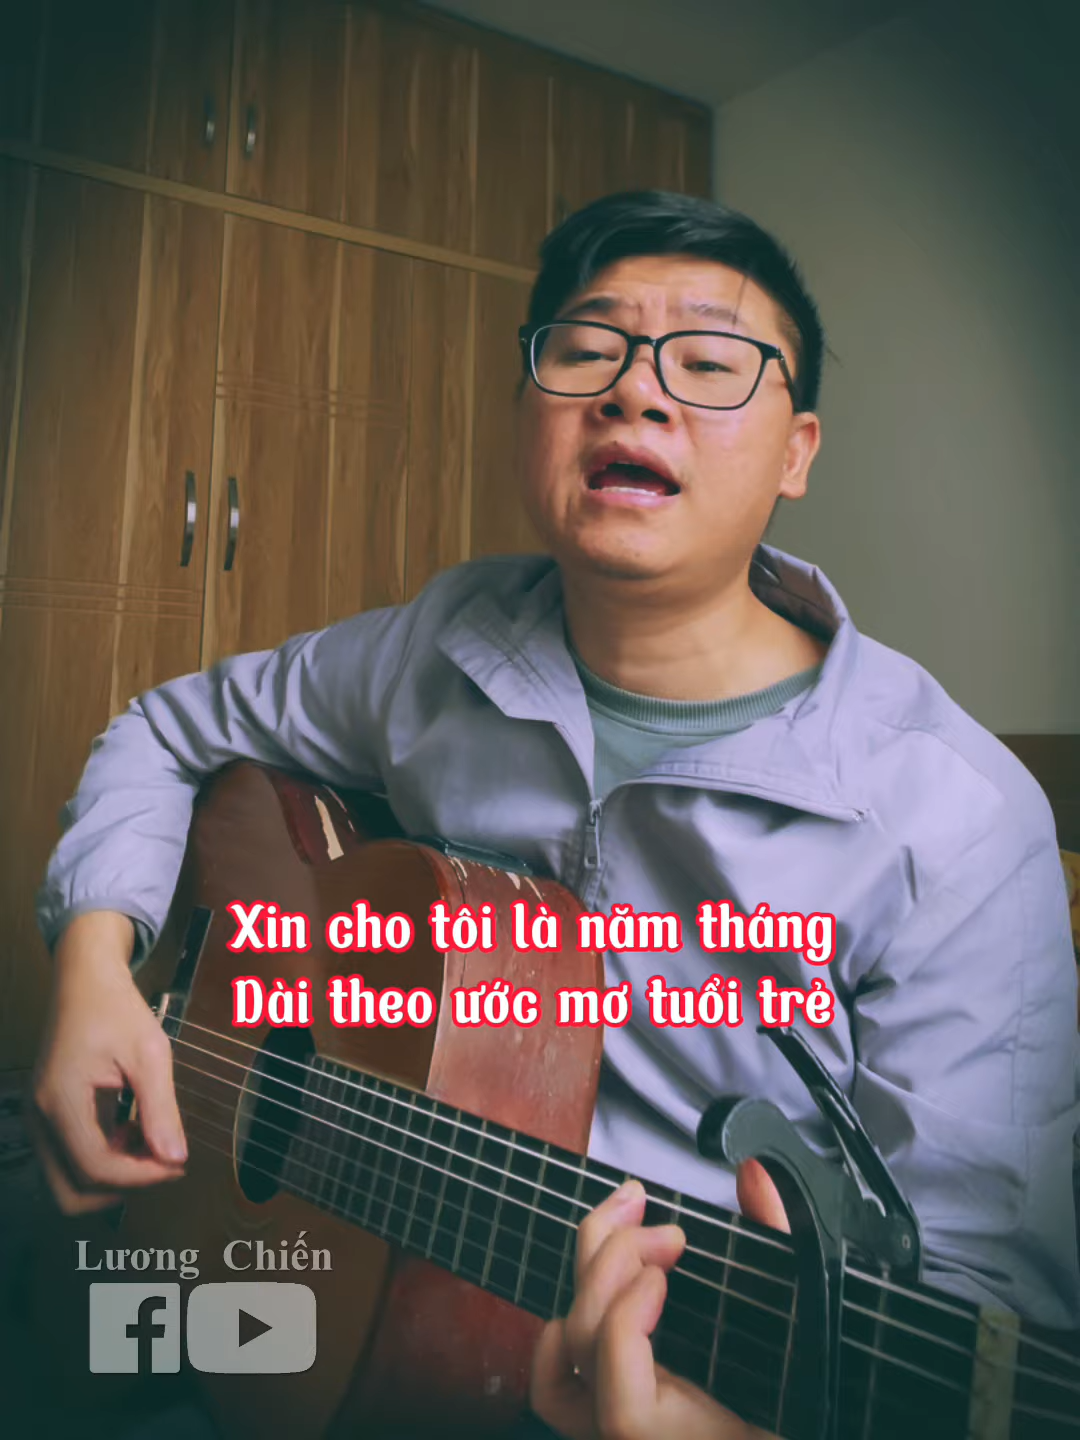 Xin cho tôi là năm tháng
Dài theo ước mơ tuổi trẻ
Lương Chiến